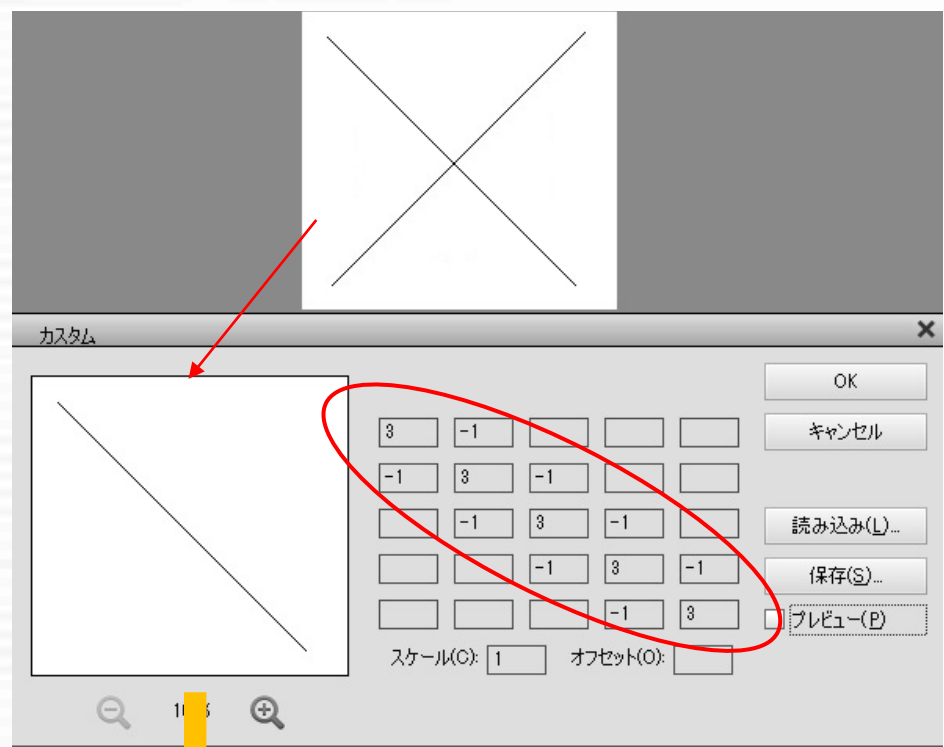 カスタム
OK
3 -1
キャンセル
-1 3 -1
-1 3 -1
読み込み(L)...
-1 3 -1
保存(S)...
-1 3
プレビュー(P)
スケール(C): 1 オフセット(O):